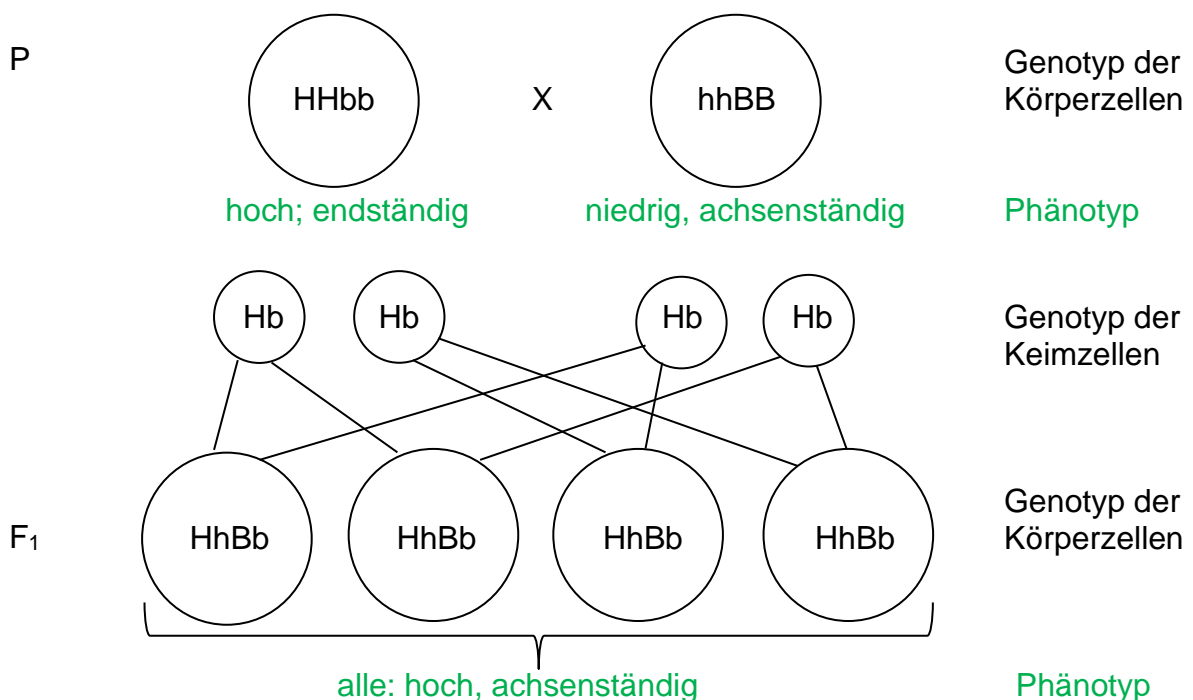 P
HHbb X hhBB
Genotyp der
Körperzellen
hoch; endständig niedrig, achsenständig Phänotyp
Hb Hb Hb Hb
Genotyp der
Keimzellen
F₁
HhBb HhBb HhBb HhBb
Genotyp der
Körperzellen
alle: hoch, achsenständig Phänotyp